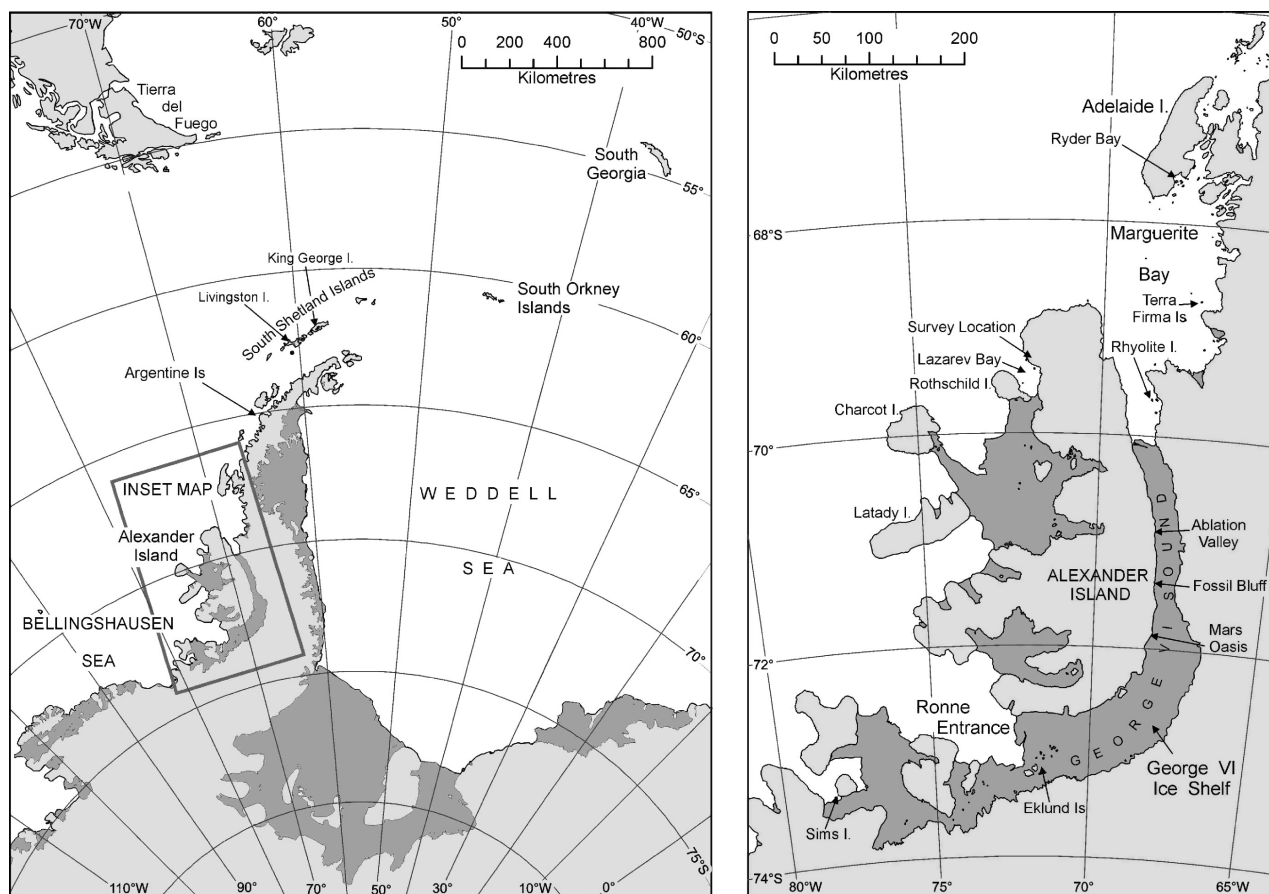 70°W
60°
50°
40°W
50°S
0 200 400 600 800
Kilometres
Tierra
del
Fuego
South
Georgia
55°
King George I.
Livingston I.
South Shetland Islands
South Orkney
Islands
60°
Argentine Is
INSET MAP
WEDDELL
SEA
65°
Alexander
Island
BELLINGSHAUSEN
SEA
70°
75°S
110°W
90°
70°
50°
30°
10°W
0°
0 50 100 150 200
Kilometres
Adelaide I.
Ryder Bay
68°S
Marguerite
Bay
Terra
Firma Is
Survey Location
Lazarev Bay
Rothschild I.
Rhyolite I.
Charcot I.
70°
Latady I.
Ablation
Valley
ALEXANDER
ISLAND
Fossil Bluff
Mars
Oasis
GEORGE VI SOUND
72°
Ronne
Entrance
George VI
Ice Shelf
Eklund Is
Sims I.
74°S
80°W
75°
70°
65°W